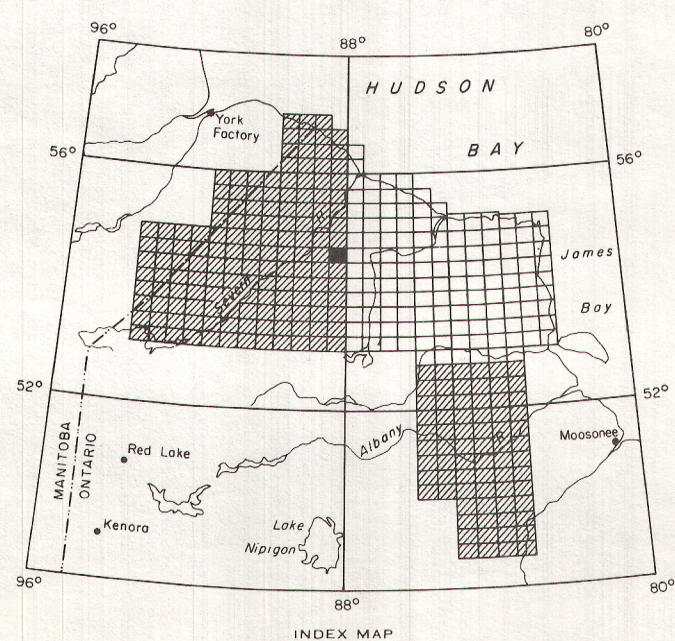 96°
88°
80°
HUDSON
BAY
York
Factory
56°
56°
James
Bay
Severn
R.
52°
52°
Albany
R.
Moosonee
MANITOBA
ONTARIO
Red Lake
Kenora
Lake
Nipigon
96°
88°
80°
INDEX MAP